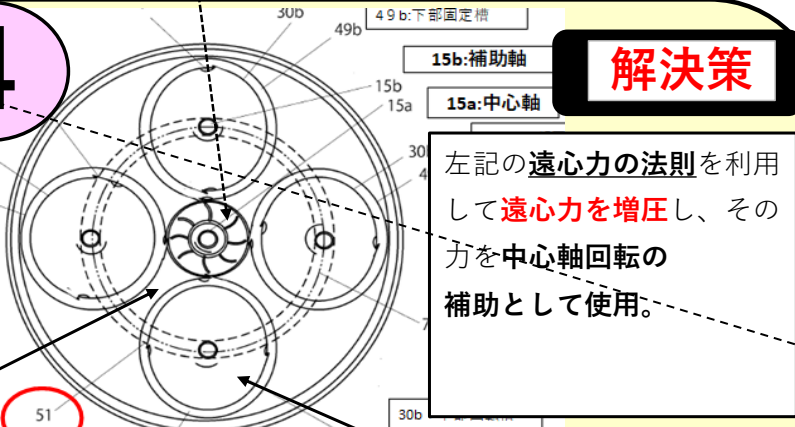 4
30b
49b:下部固定槽
49b
15b:補助軸
解決策
15b
15a
15a:中心軸
30
4
左記の遠心力の法則を利用
して遠心力を増圧し、その
力を中心軸回転の
補助として使用。
7
51
30b